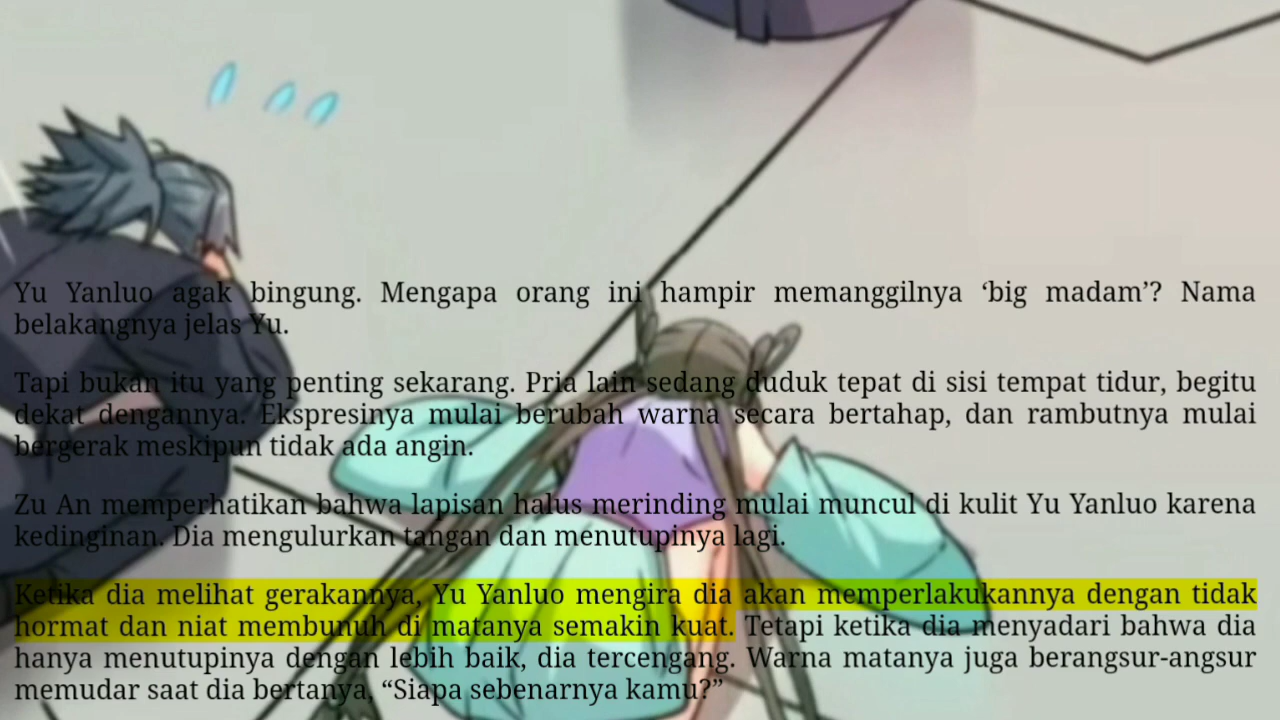 Yu Yanluo agak bingung. Mengapa orang ini hampir memanggilnya ‘big madam’? Nama
belakangnya jelas Yu.
Tapi bukan itu yang penting sekarang. Pria lain sedang duduk tepat di sisi tempat tidur, begitu
dekat dengannya. Ekspresinya mulai berubah warna secara bertahap, dan rambutnya mulai
bergerak meskipun tidak ada angin.
Zu An memperhatikan bahwa lapisan halus merinding mulai muncul di kulit Yu Yanluo karena
kedinginan. Dia mengulurkan tangan dan menutupinya lagi.
Ketika dia melihat gerakannya, Yu Yanluo mengira dia akan memperlakukannya dengan tidak
hormat dan niat membunuh di matanya semakin kuat. Tetapi ketika dia menyadari bahwa dia
hanya menutupinya dengan lebih baik, dia tercengang. Warna matanya juga berangsur-angsur
memudar saat dia bertanya, “Siapa sebenarnya kamu?”